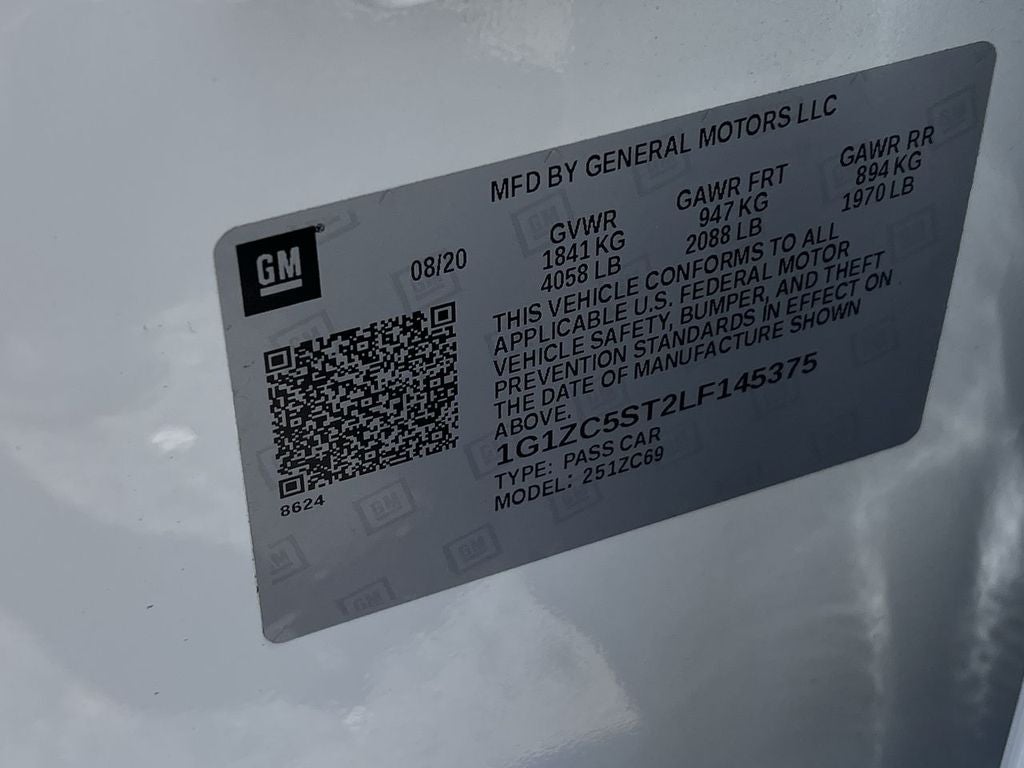 MFD BY GENERAL MOTORS LLC
GM
08/20
GVWR
1841 KG
4058 LB
GAWR FRT
947 KG
2088 LB
GAWR RR
894 KG
1970 LB
THIS VEHICLE CONFORMS TO ALL
APPLICABLE U.S. FEDERAL MOTOR
VEHICLE SAFETY, BUMPER, AND THEFT
PREVENTION STANDARDS IN EFFECT ON
THE DATE OF MANUFACTURE SHOWN
ABOVE.
1G1ZC5ST2LF145375
TYPE: PASS CAR
MODEL: 251ZC69
8624